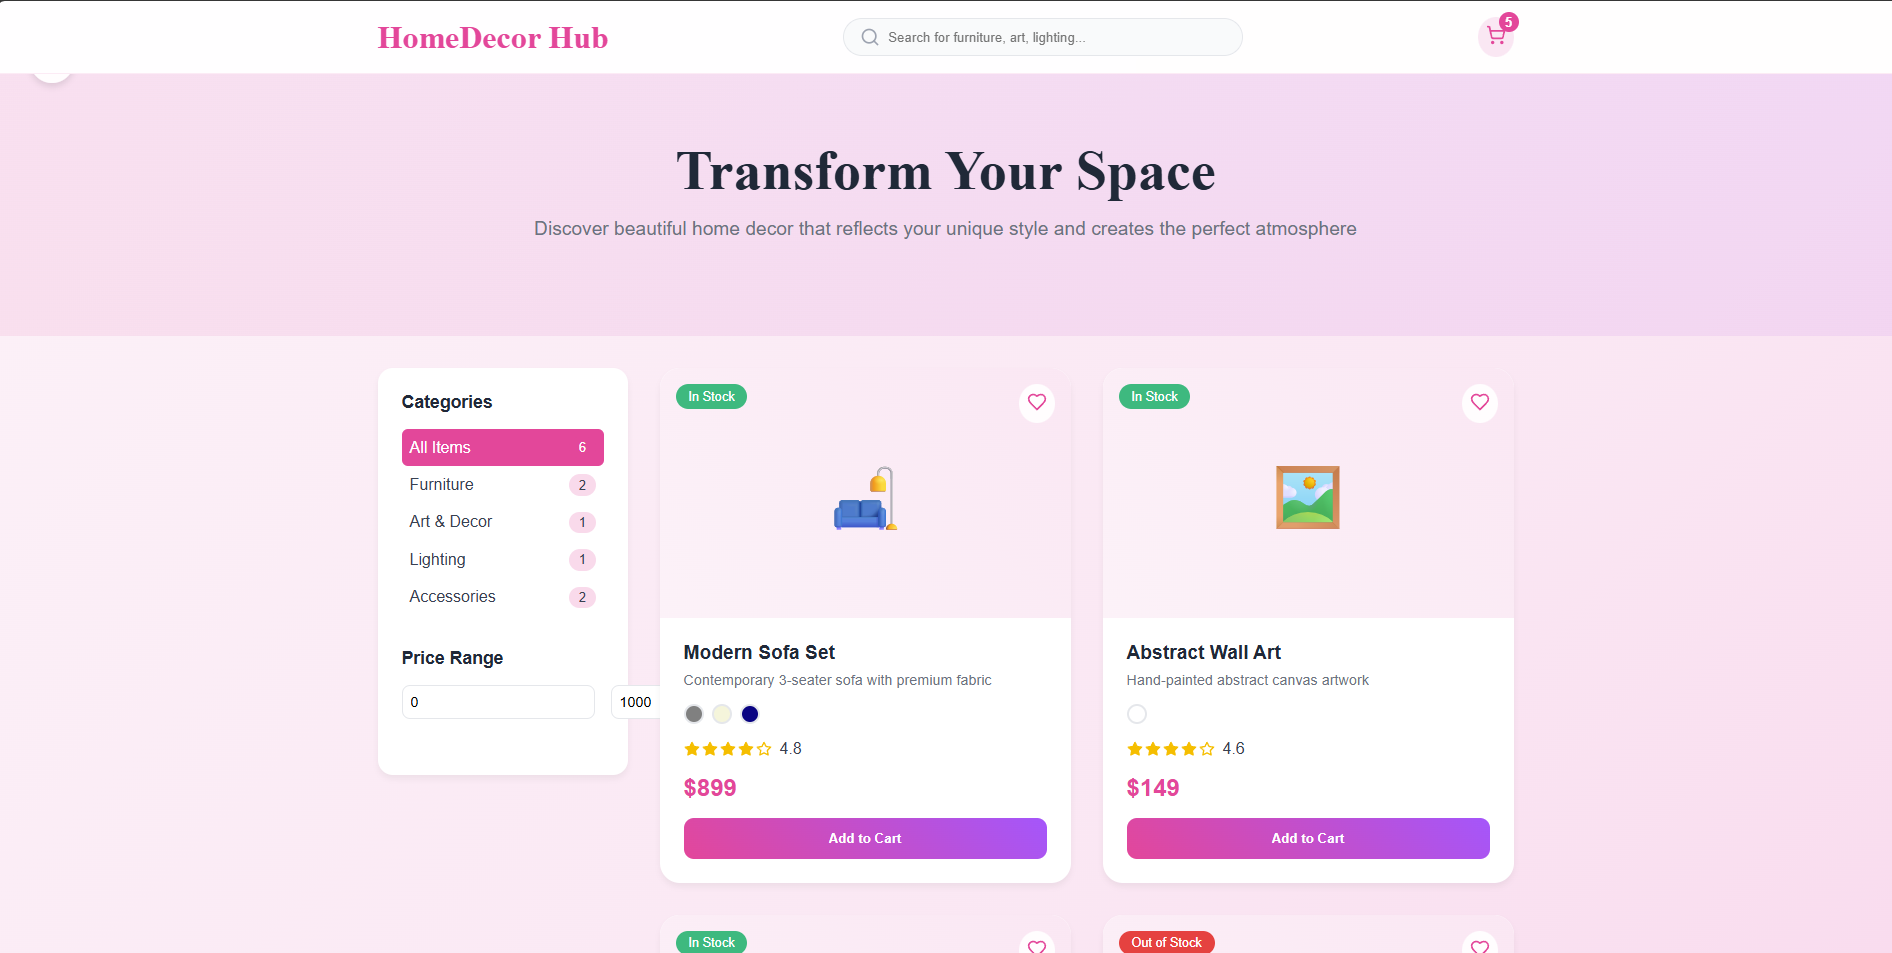 HomeDecor Hub
Search for furniture, art, lighting...
5
Transform Your Space
Discover beautiful home decor that reflects your unique style and creates the perfect atmosphere
Categories
All Items 6
Furniture 2
Art & Decor 1
Lighting 1
Accessories 2
Price Range
0 1000
In Stock
Modern Sofa Set
Contemporary 3-seater sofa with premium fabric
4.8
$899
Add to Cart
In Stock
Abstract Wall Art
Hand-painted abstract canvas artwork
4.6
$149
Add to Cart
In Stock
Out of Stock